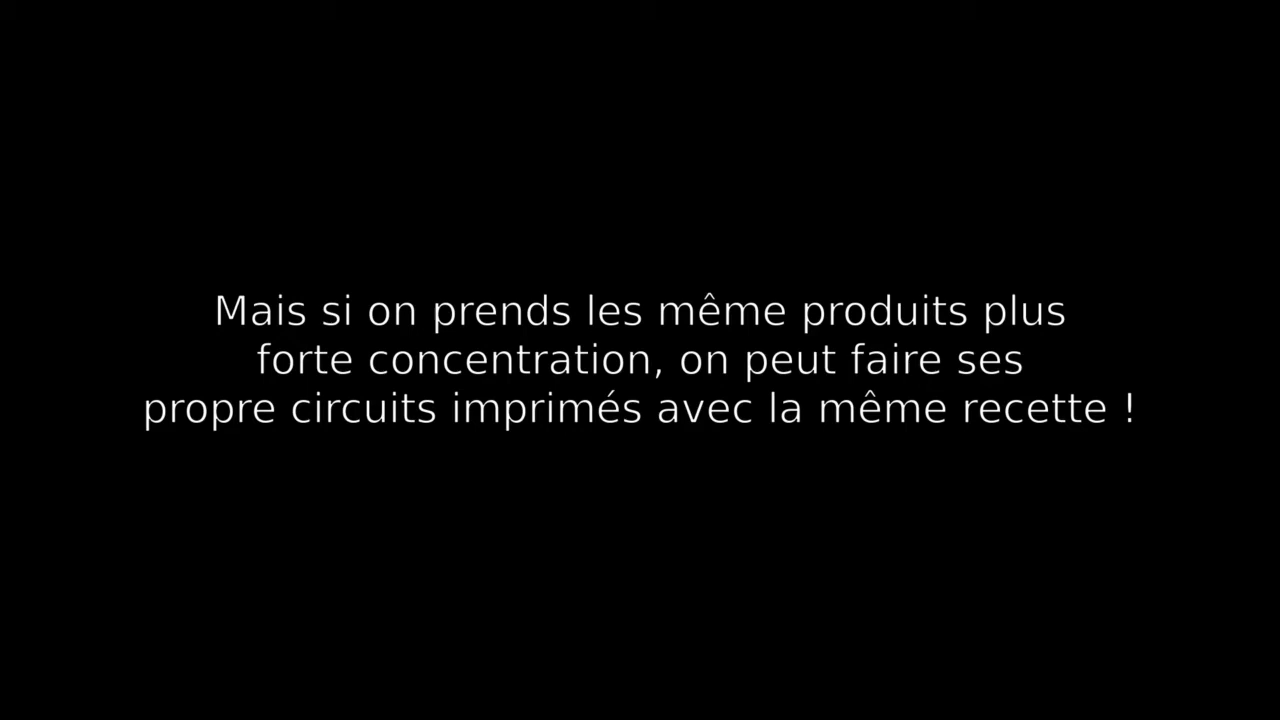 Mais si on prends les même produits plus
forte concentration, on peut faire ses
propre circuits imprimés avec la même recette !